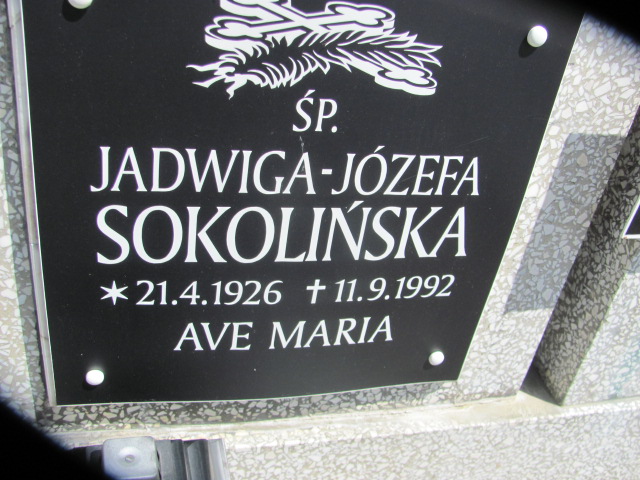 ŚP.
JADWIGA-JÓZEFA
SOKOLIŃSKA
* 21.4.1926 ✝ 11.9.1992
AVE MARIA